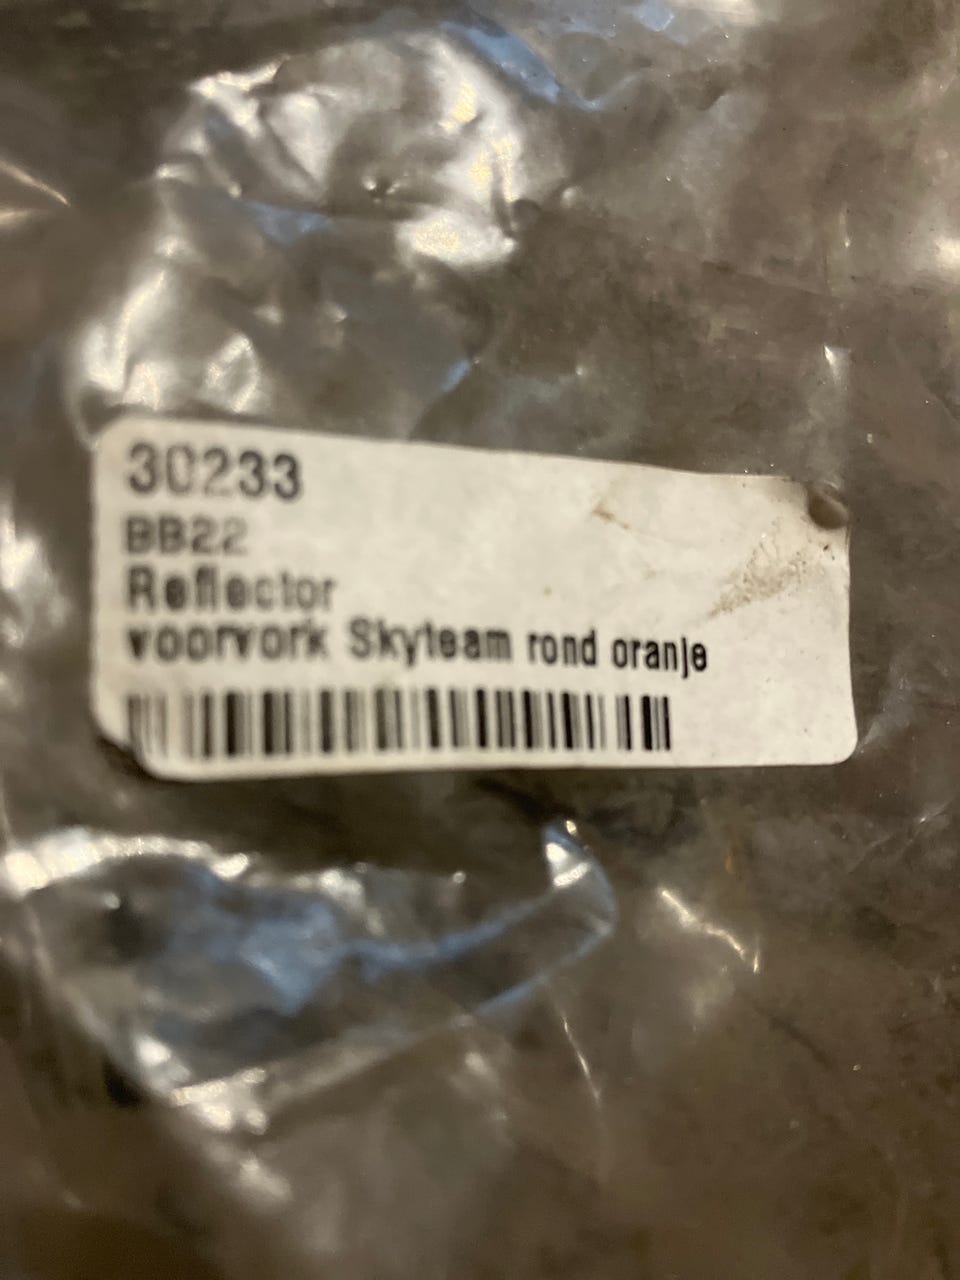 30233
BB22
Reflector
voorvork Skyteam rond oranje